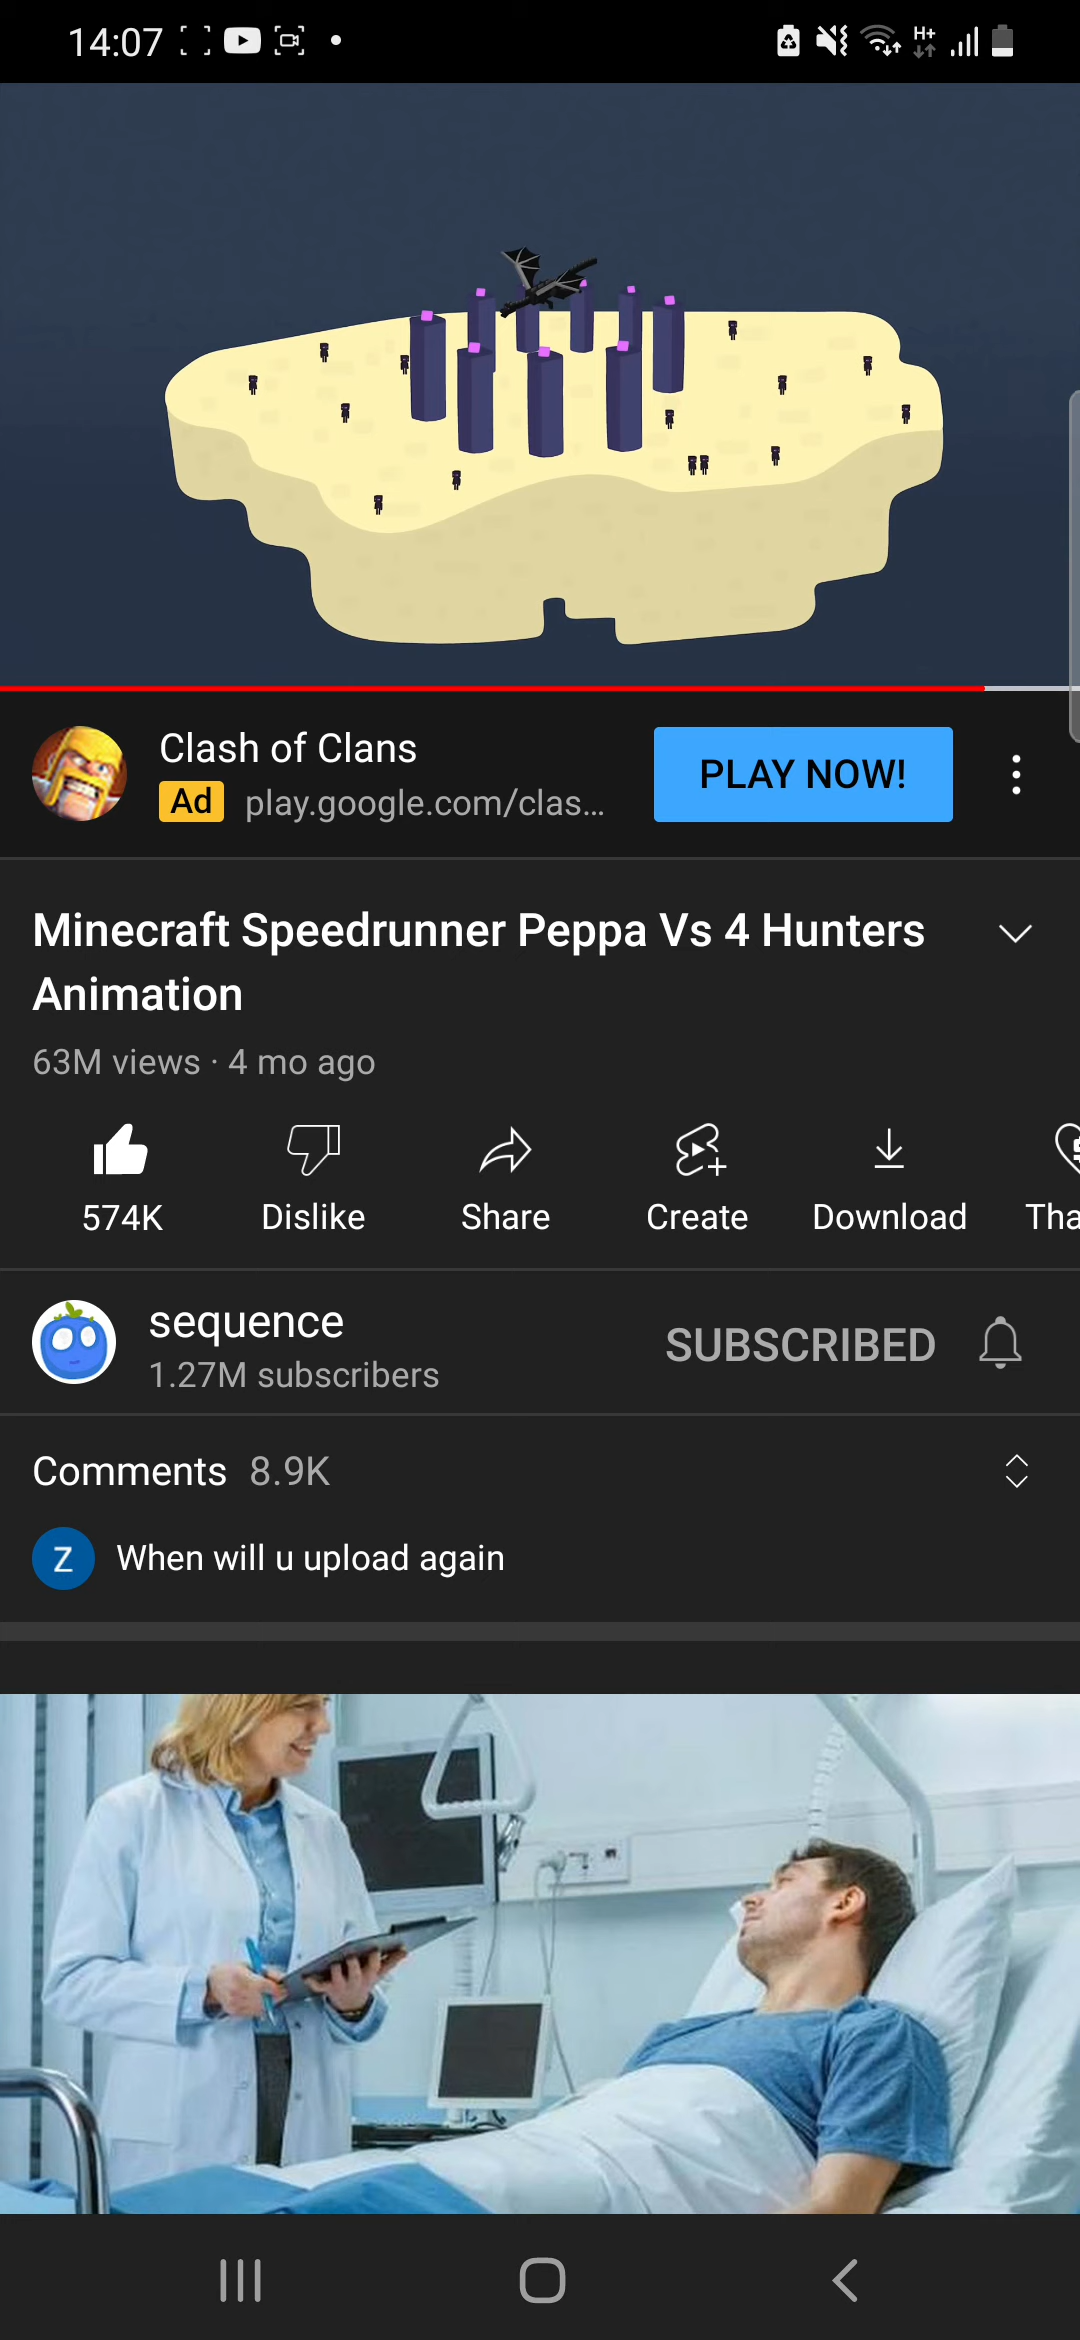 14:07
H+
Clash of Clans
Ad play.google.com/clas...
PLAY NOW!
Minecraft Speedrunner Peppa Vs 4 Hunters
Animation
63M views · 4 mo ago
574K Dislike Share Create Download Tha
sequence
1.27M subscribers
SUBSCRIBED
Comments 8.9K
Z When will u upload again